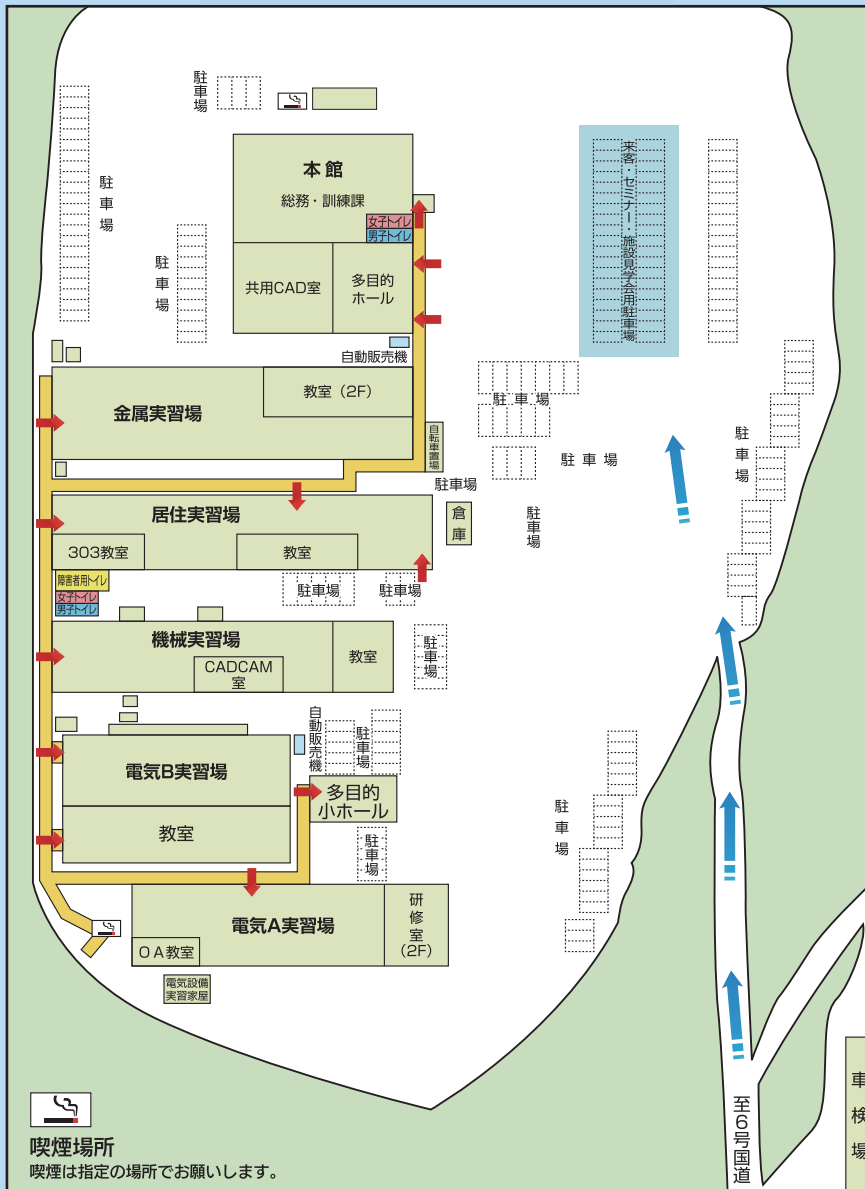 駐車場
本館
総務・訓練課
女子トイレ
男子トイレ
共用CAD室
多目的
ホール
駐車場
駐車場
来客・セミナー・施設見学会用駐車場
自動販売機
教室(2F)
金属実習場
自転車置場
駐車場
駐車場
駐車場
駐車場
駐車場
居住実習場
倉庫
303教室
教室
障害者用トイレ
女子トイレ
男子トイレ
駐車場
駐車場
機械実習場
CADCAM
室
教室
駐車場
自動販売機
駐車場
電気B実習場
教室
多目的
小ホール
駐車場
駐車場
電気A実習場
研修室
(2F)
OA教室
電気設備
実習家屋
至6号国道
車検場
喫煙場所
喫煙は指定の場所でお願いします。